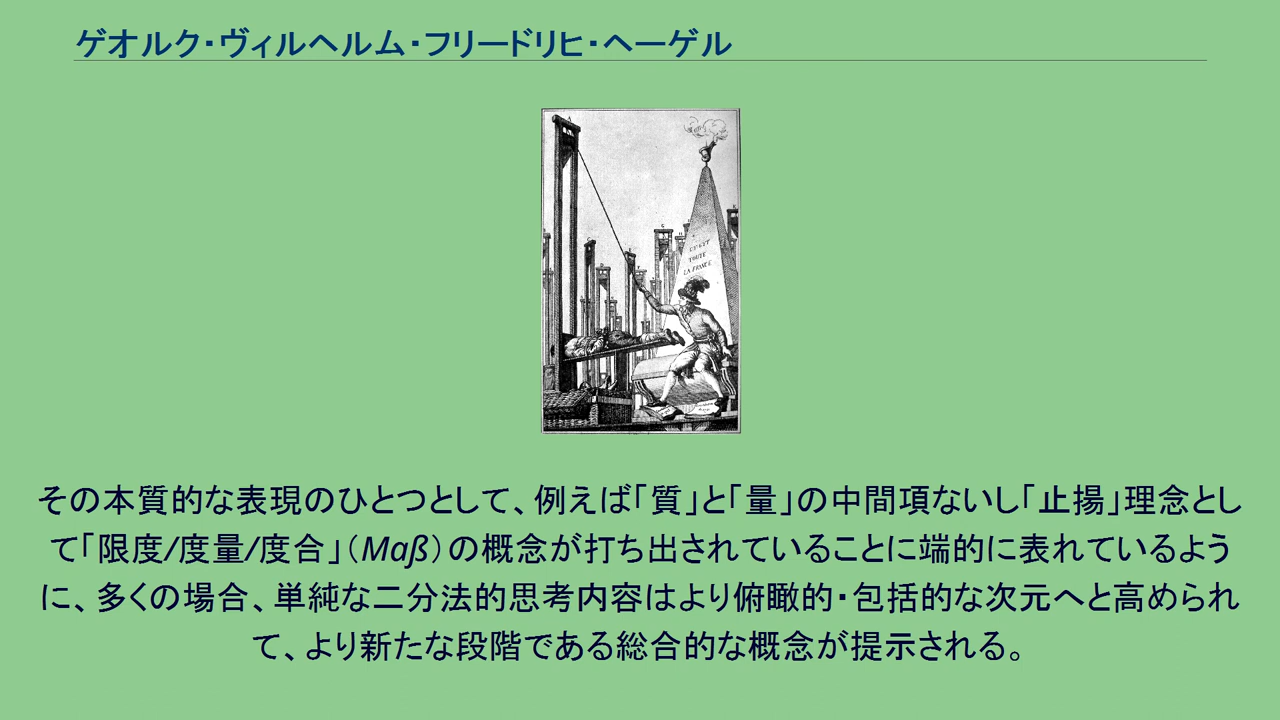 ゲオルク・ヴィルヘルム・フリードリヒ・ヘーゲル
CY GIST
TOUTE
LA FRANCE
その本質的な表現のひとつとして、例えば「質」と「量」の中間項ないし「止揚」理念とし
て「限度/度量/度合」（Maß）の概念が打ち出されていることに端的に表れているよう
に、多くの場合、単純な二分法的思考内容はより俯瞰的・包括的な次元へと高められ
て、より新たな段階である総合的な概念が提示される。